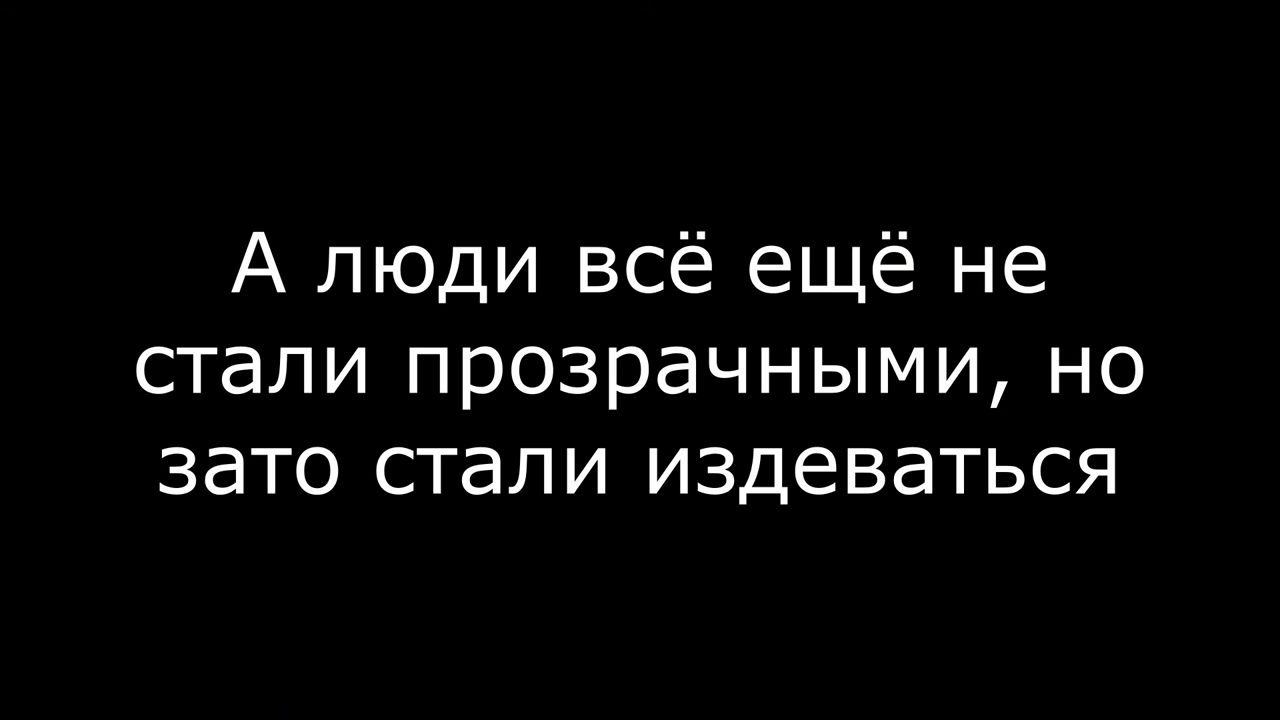 А люди всё ещё не
стали прозрачными, но
зато стали издеваться